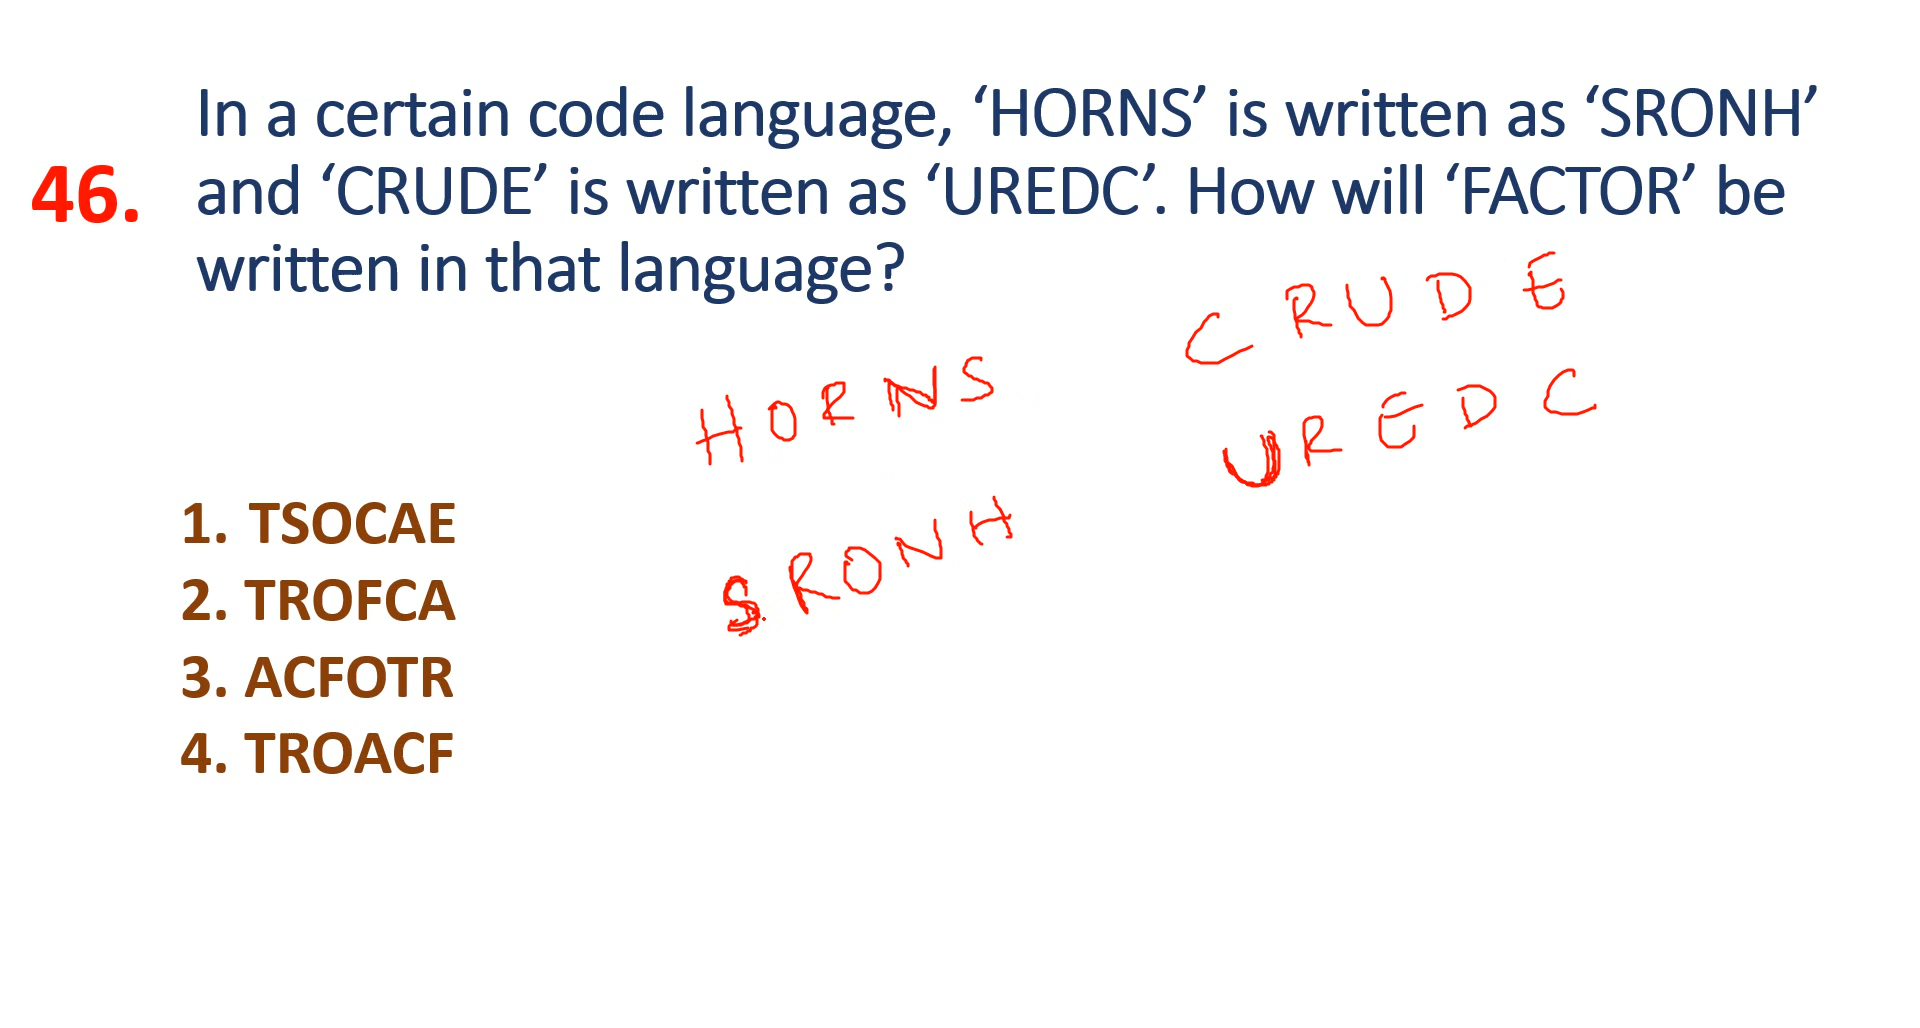 In a certain code language, ‘HORNS’ is written as ‘SRONH’
46. and ‘CRUDE’ is written as ‘UREDC’. How will ‘FACTOR’ be
written in that language?
CRUDE
HORNS
UREDC
SRONH
1. TSOCAE
2. TROFCA
3. ACFOTR
4. TROACF